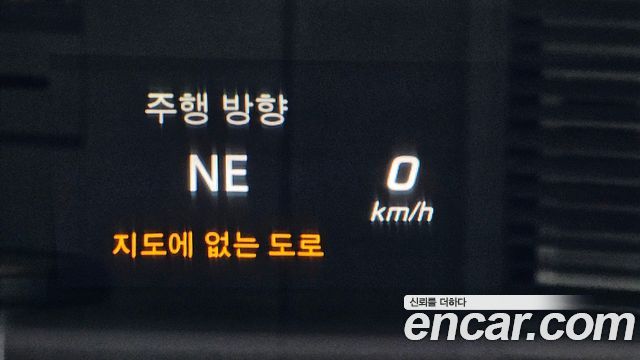 주행 방향
NE
0
km/h
지도에 없는 도로
신뢰를 더하다
encar.com